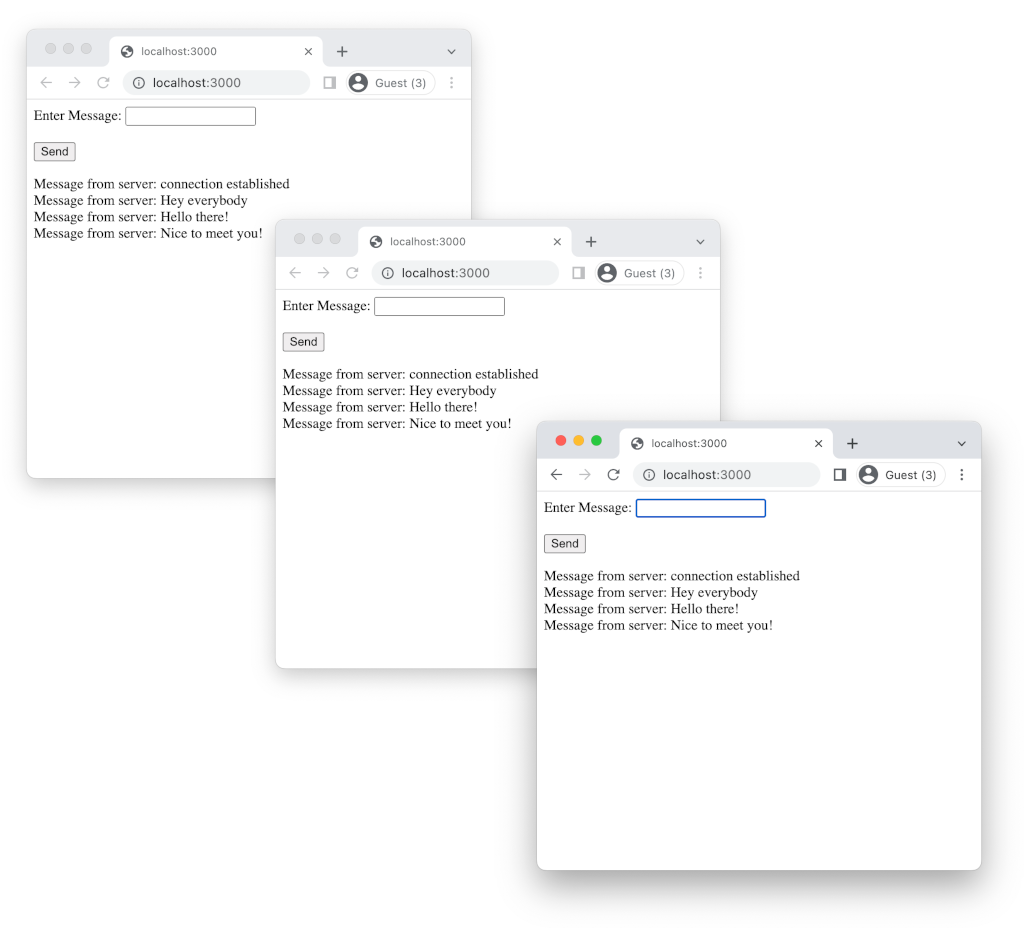 localhost:3000
localhost:3000 Guest (3)
Enter Message:
Send
Message from server: connection established
Message from server: Hey everybody
Message from server: Hello there!
Message from server: Nice to meet you!
localhost:3000
localhost:3000 Guest (3)
Enter Message:
Send
Message from server: connection established
Message from server: Hey everybody
Message from server: Hello there!
Message from server: Nice to meet you!
localhost:3000
localhost:3000 Guest (3)
Enter Message:
Send
Message from server: connection established
Message from server: Hey everybody
Message from server: Hello there!
Message from server: Nice to meet you!